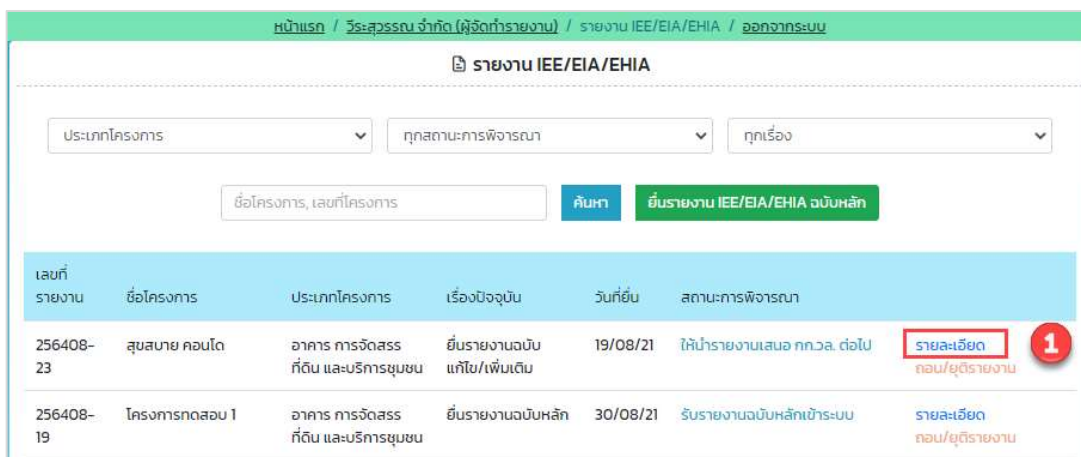 หน้าแรก / วีระสุวรรณ จำกัด (ผู้จัดทำรายงาน) / รายงาน IEE/EIA/EHIA / ออกจากระบบ
รายงาน IEE/EIA/EHIA
ประเภทโครงการ ทุกสถานะการพิจารณา ทุกเรื่อง
ชื่อโครงการ, เลขที่โครงการ ค้นหา ยื่นรายงาน IEE/EIA/EHIA ฉบับหลัก
เลขที่
รายงาน ชื่อโครงการ ประเภทโครงการ เรื่องปัจจุบัน วันที่ยื่น สถานะการพิจารณา
256408- สุขสบาย คอนโด อาคาร การจัดสรร ยื่นรายงานฉบับ 19/08/21 ให้นำรายงานเสนอ กก.วล. ต่อไป รายละเอียด 1
23 ที่ดิน และบริการชุมชน แก้ไข/เพิ่มเติม ถอน/ยุติรายงาน
256408- โครงการทดสอบ 1 อาคาร การจัดสรร ยื่นรายงานฉบับหลัก 30/08/21 รับรายงานฉบับหลักเข้าระบบ รายละเอียด
19 ที่ดิน และบริการชุมชน ถอน/ยุติรายงาน